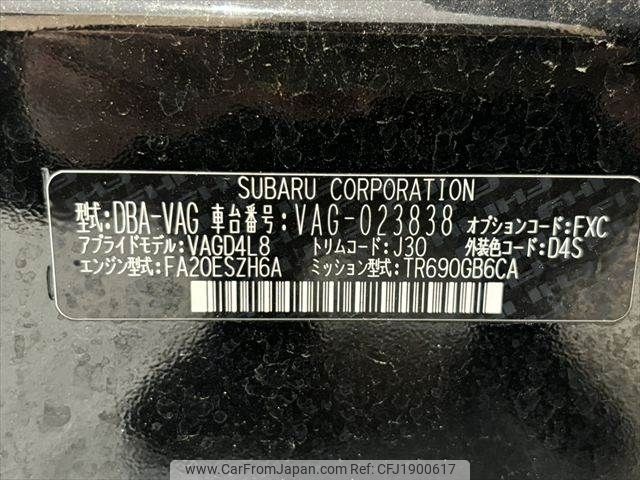 SUBARU CORPORATION
型式:DBA-VAG 車台番号:VAG-023838 オプションコード:FXC
アプライドモデル:VAGD4L8 トリムコード:J30 外装色コード:D4S
エンジン型式:FA20ESZH6A ミッション型式:TR690GB6CA
CAR FROM JAPAN
© CarFromJapan - CFJ1900617